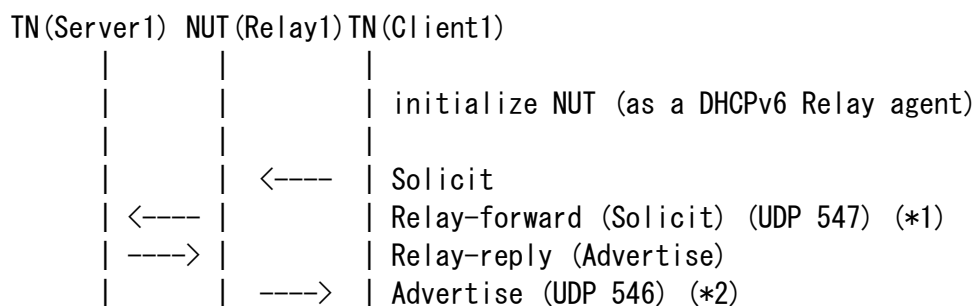 TN(Server1) NUT(Relay1)TN(Client1)
| | |
| | | initialize NUT (as a DHCPv6 Relay agent)
| | |
| | <---- | Solicit
| <---- | | Relay-forward (Solicit) (UDP 547) (*1)
| ----> | | Relay-reply (Advertise)
| | ----> | Advertise (UDP 546) (*2)